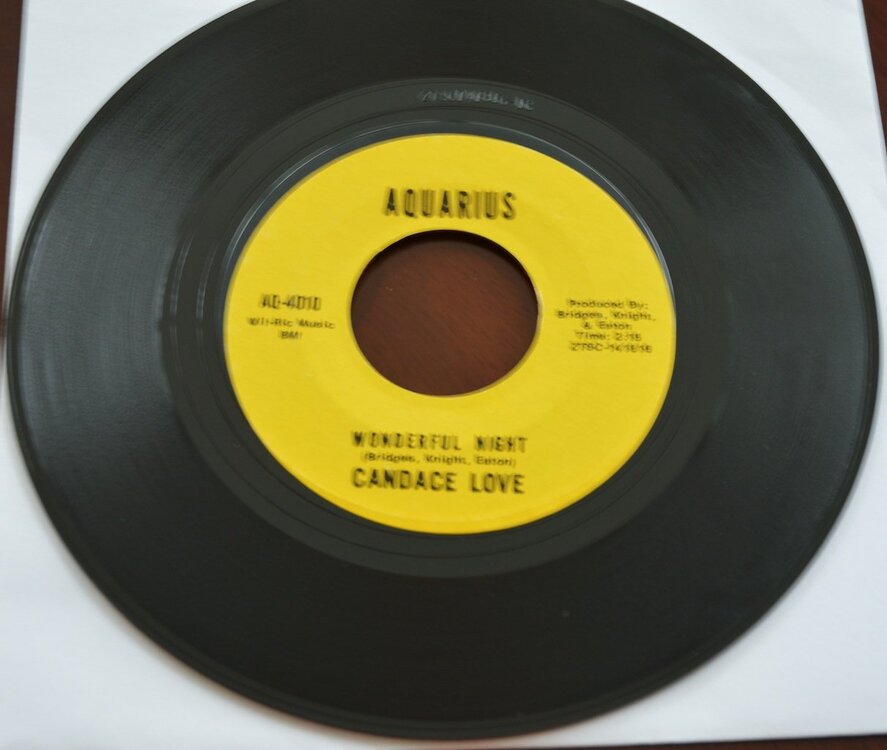 AQUARIUS
AQ-4010
Wil-Ric Music
BMI
Produced By:
Bridges, Knight,
& Eaton
Time: 2:15
WONDERFUL NIGHT
(Bridges, Knight, Eaton)
CANDACE LOVE